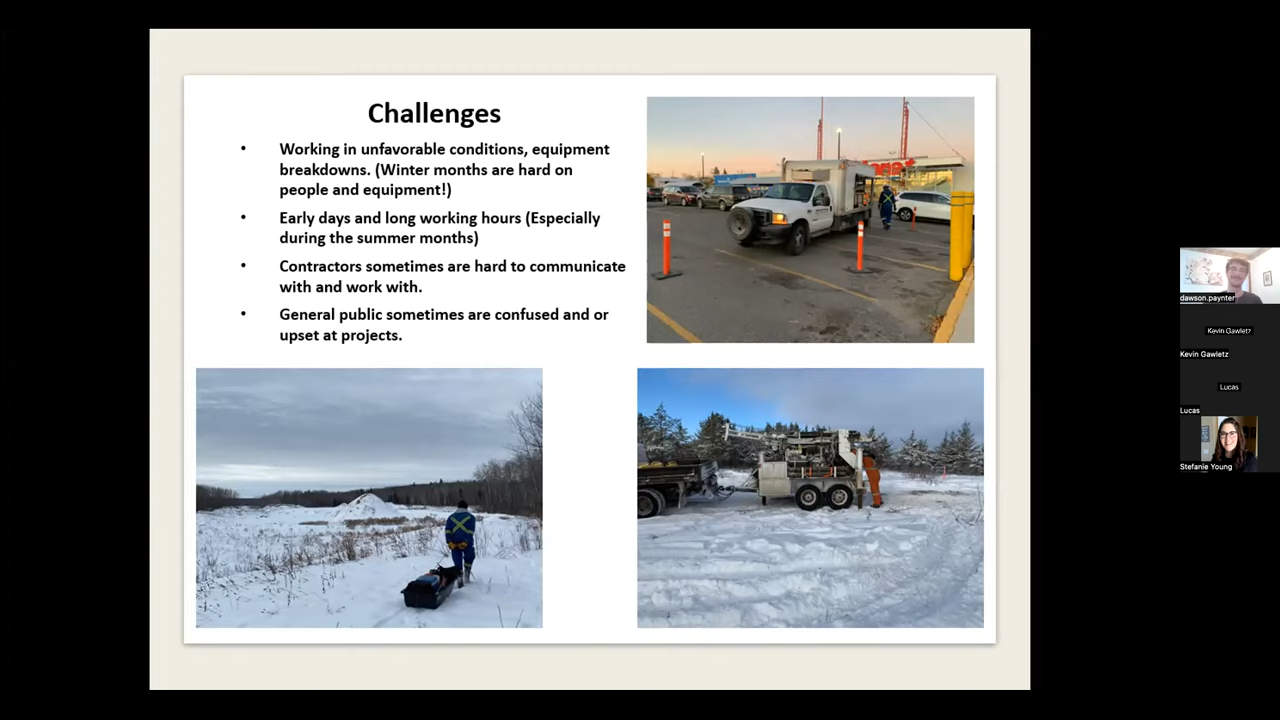 Challenges
• Working in unfavorable conditions, equipment
breakdowns. (Winter months are hard on
people and equipment!)
• Early days and long working hours (Especially
during the summer months)
• Contractors sometimes are hard to communicate
with and work with.
• General public sometimes are confused and or
upset at projects.
dawson.paynter
Kevin Gawletz
Kevin Gawletz
Lucas
Lucas
Stefanie Young